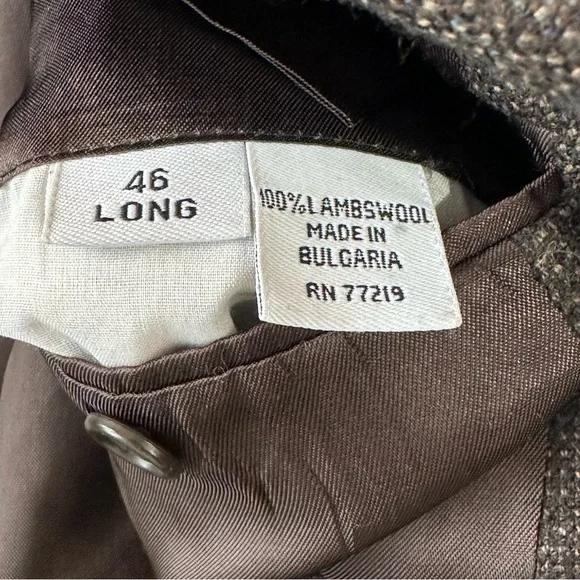 46
LONG
100%LAMBSWOOL
MADE IN
BULGARIA
RN 77219